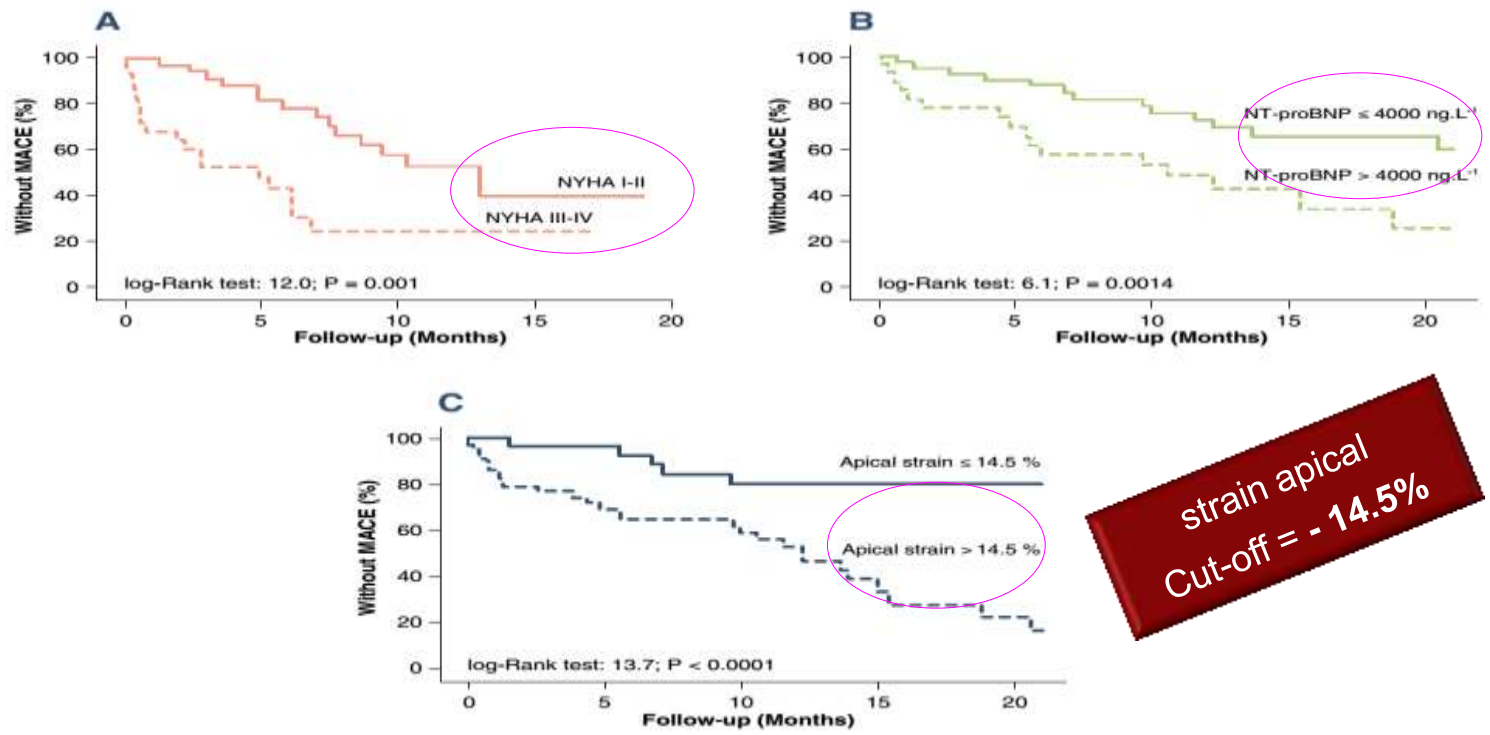 A
Without MACE (%)
100
80
60
40
20
0
NYHA I-II
NYHA III-IV
log-Rank test: 12.0; P = 0.001
0 5 10 15 20
Follow-up (Months)
B
Without MACE (%)
100
80
60
40
20
0
NT-proBNP ≤ 4000 ng.L⁻¹
NT-proBNP > 4000 ng.L⁻¹
log-Rank test: 6.1; P = 0.0014
0 5 10 15 20
Follow-up (Months)
C
Without MACE (%)
100
80
60
40
20
0
Apical strain ≤ 14.5 %
Apical strain > 14.5 %
log-Rank test: 13.7; P < 0.0001
0 5 10 15 20
Follow-up (Months)
strain apical
Cut-off = - 14.5%